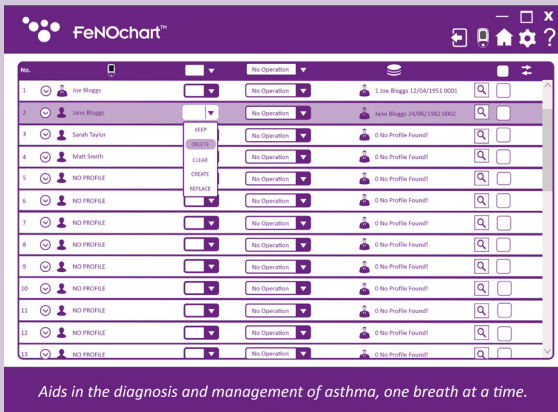 FeNOchart™
No. No Operation
1 Joe Bloggs No Operation 1 Joe Bloggs 12/04/1951 0001
2 Jane Bloggs No Operation Jane Bloggs 24/06/1982 0002
KEEP
3 Sarah Taylor No Operation 0 No Profile Found!
DELETE
4 Matt Smith CLEAR No Operation 0 No Profile Found!
CREATE
5 NO PROFILE No Operation 0 No Profile Found!
REPLACE
6 NO PROFILE No Operation 0 No Profile Found!
7 NO PROFILE No Operation 0 No Profile Found!
8 NO PROFILE No Operation 0 No Profile Found!
9 NO PROFILE No Operation 0 No Profile Found!
10 NO PROFILE No Operation 0 No Profile Found!
11 NO PROFILE No Operation 0 No Profile Found!
12 NO PROFILE No Operation 0 No Profile Found!
13 NO PROFILE No Operation 0 No Profile Found!
Aids in the diagnosis and management of asthma, one breath at a time.